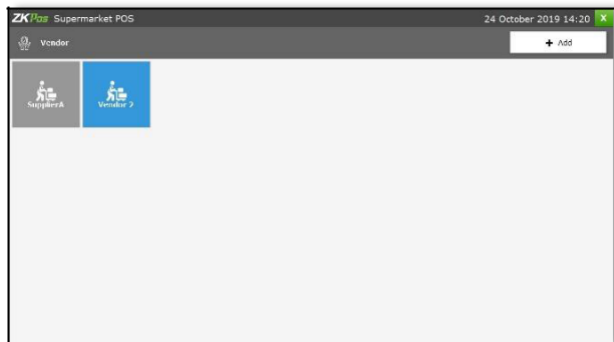 ZKPos Supermarket POS 24 October 2019 14:20 X
Vendor + Add
SupplierA Vendor 2